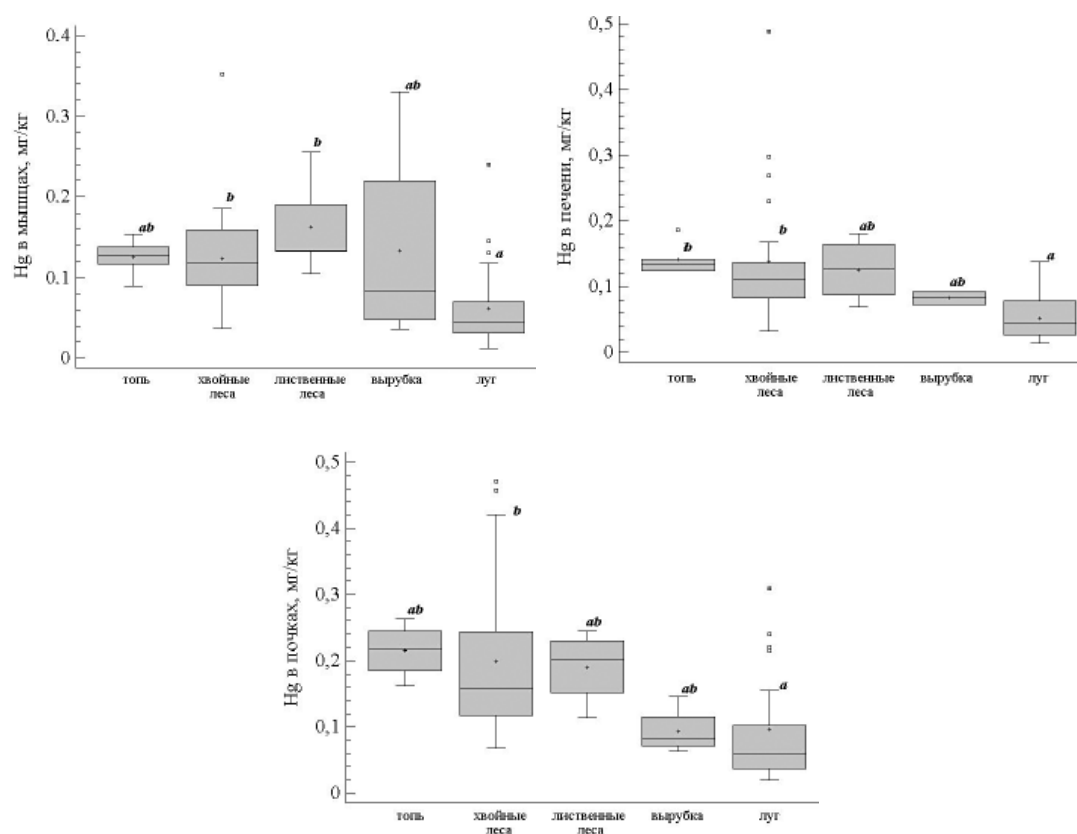 Hg в мышцах, мг/кг
0.4
0.3
0.2
0.1
0
ab
b
b
ab
a
топь
хвойные
леса
лиственные
леса
вырубка
луг
Hg в печени, мг/кг
0,5
0,4
0,3
0,2
0,1
0
b
b
ab
ab
a
топь
хвойные
леса
лиственные
леса
вырубка
луг
Hg в почках, мг/кг
0,5
0,4
0,3
0,2
0,1
0
ab
b
ab
ab
a
топь
хвойные
леса
лиственные
леса
вырубка
луг